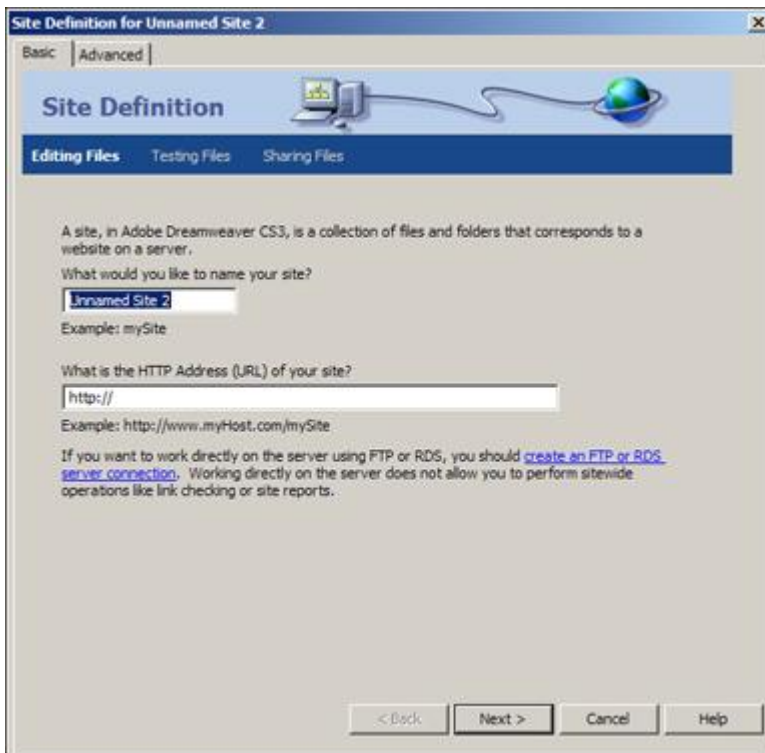 Site Definition for Unnamed Site 2
Basic Advanced
Site Definition
Editing Files Testing Files Sharing Files
A site, in Adobe Dreamweaver CS3, is a collection of files and folders that corresponds to a
website on a server.
What would you like to name your site?
Unnamed Site 2
Example: mySite
What is the HTTP Address (URL) of your site?
http://
Example: http://www.myHost.com/mySite
If you want to work directly on the server using FTP or RDS, you should create an FTP or RDS
server connection. Working directly on the server does not allow you to perform sitewide
operations like link checking or site reports.
< Back Next > Cancel Help